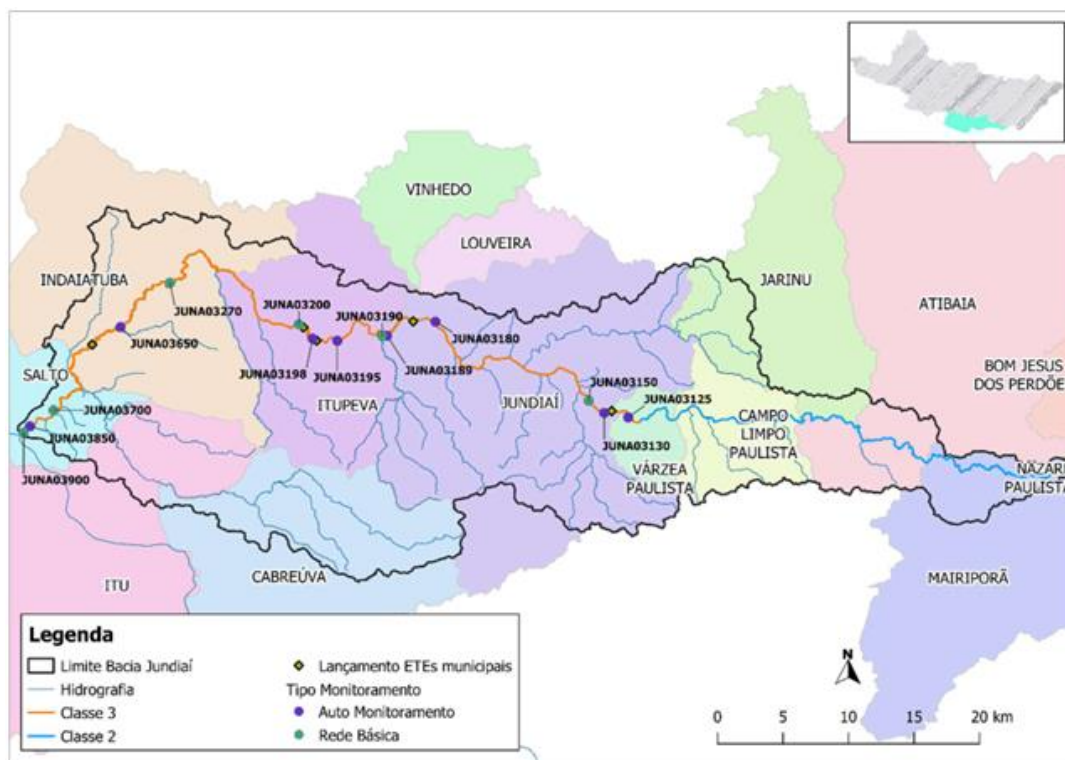 VINHEDO
LOUVEIRA
INDAIATUBA
JARINU
ATIBAIA
JUNA03200
JUNA03190
JUNA03270
JUNA03180
JUNA03650
BOM JESUS
DOS PERDÕE
SALTO
JUNA03198
JUNA03195
JUNA03189
JUNA03150
JUNA03125
ITUPEVA
JUNDIAÍ
JUNA03700
CAMPO
LIMPO
PAULISTA
JUNA03850
JUNA03130
JUNA03900
VÁRZEA
PAULISTA
NAZARÉ
PAULISTA
CABREÚVA
MAIRIPORÃ
ITU
Legenda
Limite Bacia Jundiaí
Hidrografia
Classe 3
Classe 2
Lançamento ETEs municipais
Tipo Monitoramento
Auto Monitoramento
Rede Básica
N
0 5 10 15 20 km